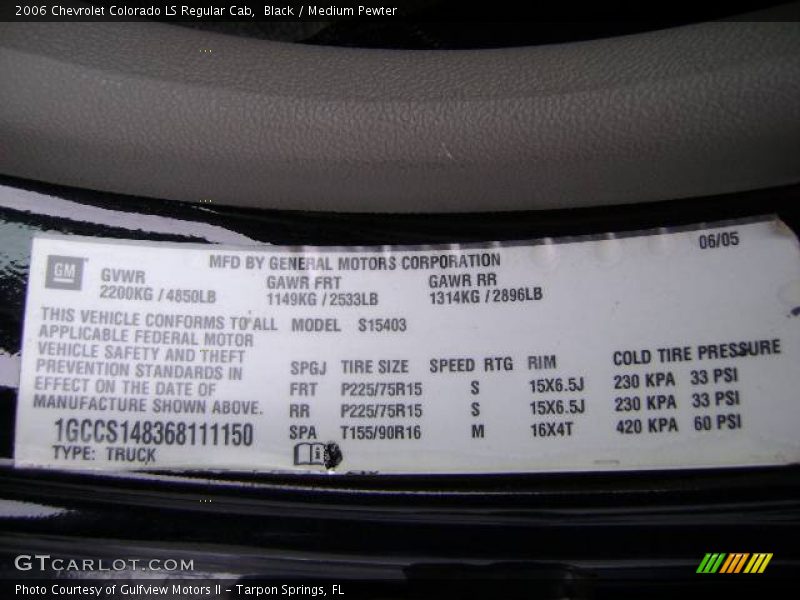 2006 Chevrolet Colorado LS Regular Cab,  Black / Medium Pewter
06/05
MFD BY GENERAL MOTORS CORPORATION
GM
GVWR GAWR FRT GAWR RR
2200KG / 4850LB 1149KG / 2533LB 1314KG / 2896LB
THIS VEHICLE CONFORMS TO ALL MODEL S15403
APPLICABLE FEDERAL MOTOR
VEHICLE SAFETY AND THEFT
PREVENTION STANDARDS IN
EFFECT ON THE DATE OF
MANUFACTURE SHOWN ABOVE.
1GCCS148368111150
TYPE: TRUCK
SPGJ TIRE SIZE SPEED RTG RIM COLD TIRE PRESSURE
FRT P225/75R15 S 15X6.5J 230 KPA 33 PSI
RR P225/75R15 S 15X6.5J 230 KPA 33 PSI
SPA T155/90R16 M 16X4T 420 KPA 60 PSI
GTCARLOT.COM
Photo Courtesy of Gulfview Motors II – Tarpon Springs, FL